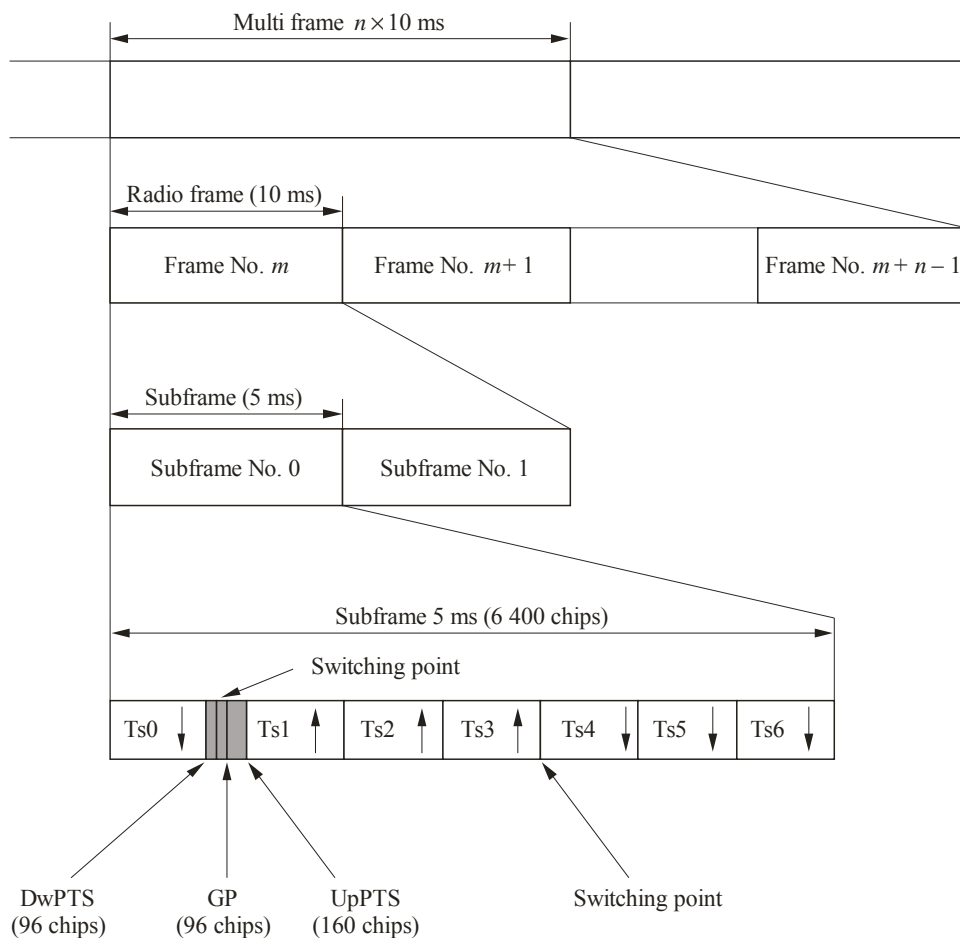 Multi frame n × 10 ms
Radio frame (10 ms)
Frame No. m
Frame No. m + 1
Frame No. m + n – 1
Subframe (5 ms)
Subframe No. 0
Subframe No. 1
Subframe 5 ms (6 400 chips)
Switching point
Ts0
Ts1
Ts2
Ts3
Ts4
Ts5
Ts6
DwPTS
(96 chips)
GP
(96 chips)
UpPTS
(160 chips)
Switching point